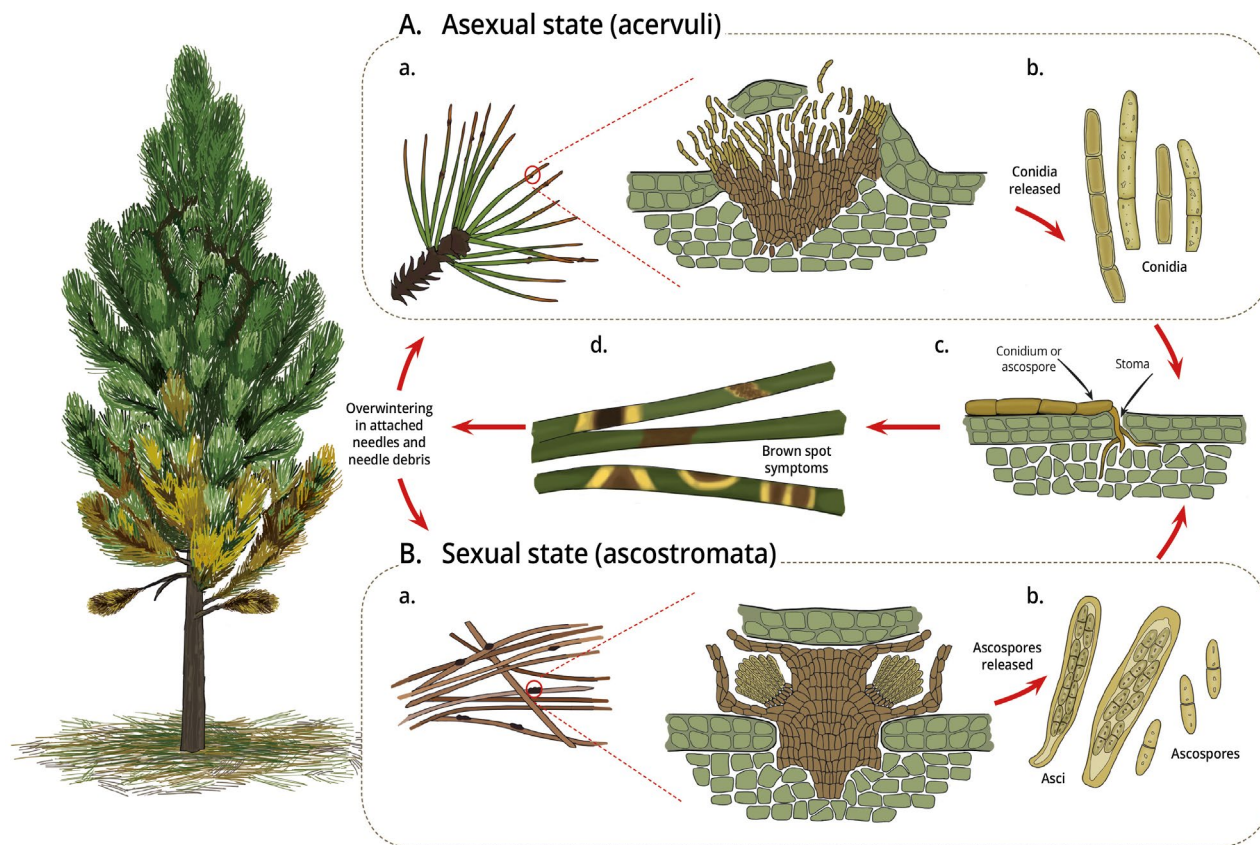 A. Asexual state (acervuli)
a.
b.
Conidia
released
Conidia
d.
c.
Conidium or
ascospore
Stoma
Overwintering
in attached
needles and
needle debris
Brown spot
symptoms
B. Sexual state (ascostromata)
a.
b.
Ascospores
released
Asci
Ascospores